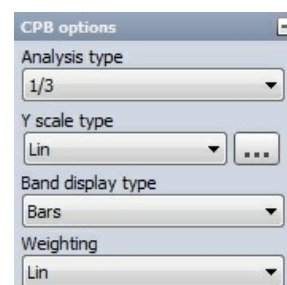 CPB options
Analysis type
1/3
Y scale type
Lin
...
Band display type
Bars
Weighting
Lin